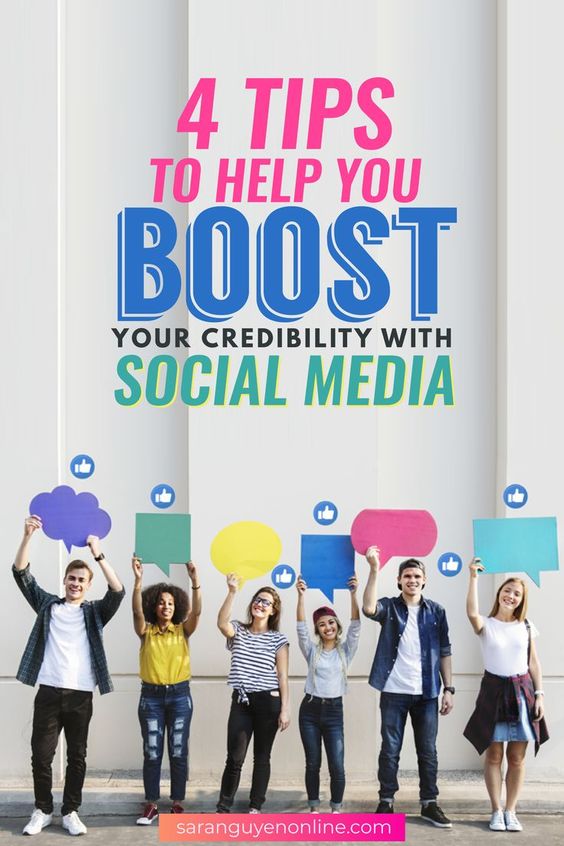 4 TIPS
TO HELP YOU
BOOST
YOUR CREDIBILITY WITH
SOCIAL MEDIA
saranguyenonline.com